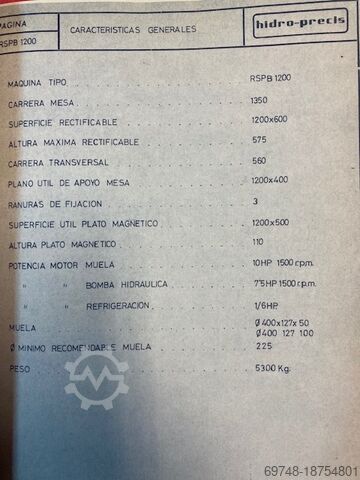 PAGINA
RSPB 1200
CARACTERISTICAS GENERALES
hidro-precis
MAQUINA TIPO . . . . . . . . . . RSPB 1200
CARRERA MESA . . . . . . . . . . 1350
SUPERFICIE RECTIFICABLE . . . . . . . . . . 1200x600
ALTURA MAXIMA RECTIFICABLE . . . . . . . . . . 575
CARRERA TRANSVERSAL . . . . . . . . . . 560
PLANO UTIL DE APOYO MESA . . . . . . . . . . 1200x400
RANURAS DE FIJACION . . . . . . . . . . 3
SUPERFICIE UTIL PLATO MAGNETICO . . . . . . . . . . 1200x500
ALTURA PLATO MAGNETICO . . . . . . . . . . 110
POTENCIA MOTOR MUELA . . . . . . . . . . 10HP 1500 r.p.m.
" " BOMBA HIDRAULICA . . . . . . . . . . 7'5HP 1500 r.p.m.
" " REFRIGERACION . . . . . . . . . . 1/6HP.
MUELA . . . . . . . . . . Ø400x127x50
Ø400 127 100
Ø MINIMO RECOMENDABLE MUELA . . . . . . . . . . 225
PESO . . . . . . . . . . 5300 Kg.
69748-18754801